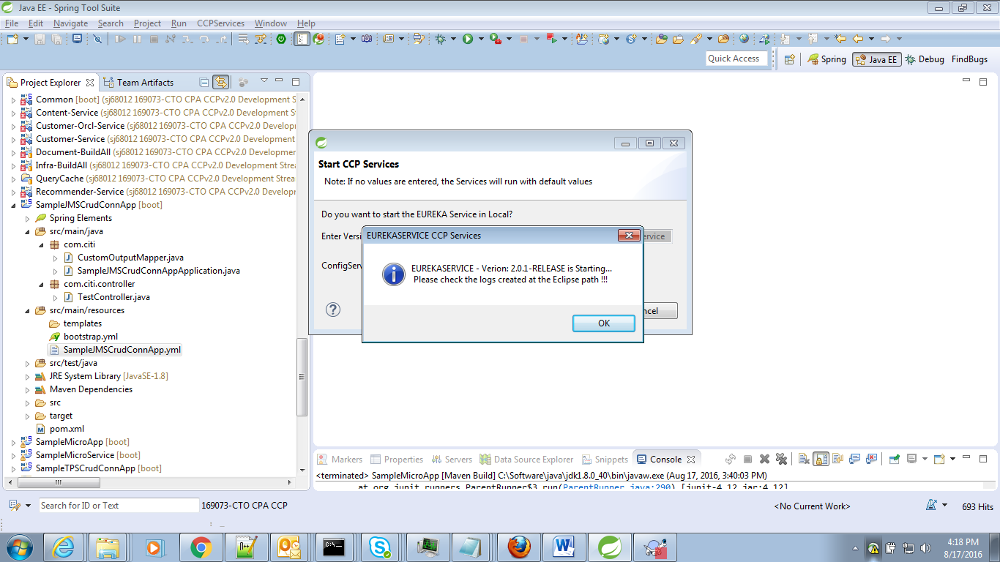 Java EE - Spring Tool Suite
File Edit Navigate Search Project Run CCPServices Window Help
Quick Access Spring Java EE Debug FindBugs
Project Explorer Team Artifacts
Common [boot] (sj68012 169073-CTO CPA CCPv2.0 Development S
Content-Service (sj68012 169073-CTO CPA CCPv2.0 Development S
Customer-Orcl-Service (sj68012 169073-CTO CPA CCPv2.0 Develop
Customer-Service (sj68012 169073-CTO CPA CCPv2.0 Development
Document-BuildAll (sj68012 169073-CTO CPA CCPv2.0 Developmer
Infra-BuildAll (sj68012 169073-CTO CPA CCPv2.0 Development Strea
QueryCache (sj68012 169073-CTO CPA CCPv2.0 Development Strea
Recommender-Service (sj68012 169073-CTO CPA CCPv2.0 Develop
SampleJMSCrudConnApp [boot]
Spring Elements
src/main/java
com.citi
CustomOutputMapper.java
SampleJMSCrudConnAppApplication.java
com.citi.controller
TestController.java
src/main/resources
templates
bootstrap.yml
SampleJMSCrudConnApp.yml
src/test/java
JRE System Library [JavaSE-1.8]
Maven Dependencies
src
target
pom.xml
SampleMicroApp [boot]
SampleMicroService [boot]
SampleTPSCrudConnApp [boot]
Start CCP Services
Note: If no values are entered, the Services will run with default values
Do you want to start the EUREKA Service in Local?
Enter Versi
ervice
ConfigServ
ncel
EUREKASERVICE CCP Services
EUREKASERVICE - Verion: 2.0.1-RELEASE is Starting...
Please check the logs created at the Eclipse path !!!
OK
Markers Properties Servers Data Source Explorer Snippets Console
<terminated> SampleMicroApp [Maven Build] C:\Software\java\jdk1.8.0_40\bin\javaw.exe (Aug 17, 2016, 3:40:03 PM)
at org.junit.runners.ParentRunner$3.run(ParentRunner.java:290) [junit-4.12.jar:4.12]
Search for ID or Text 169073-CTO CPA CCP <No Current Work> 693 Hits
4:18 PM
8/17/2016